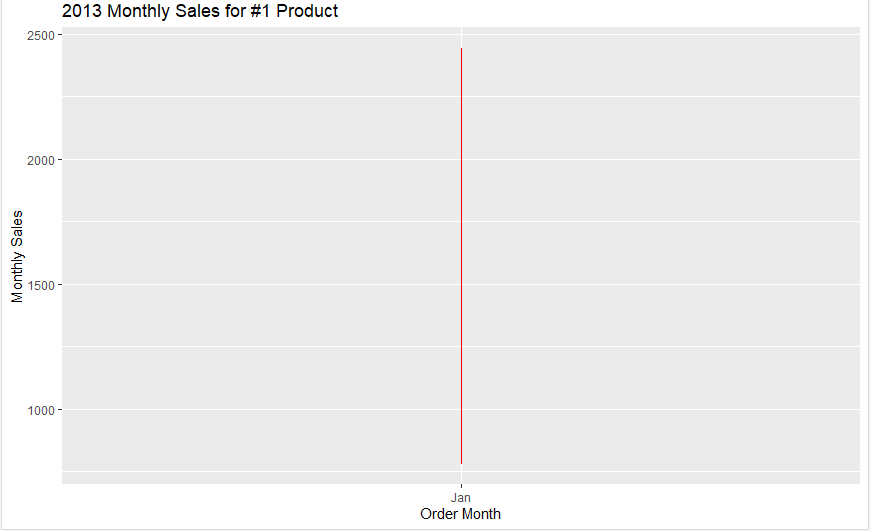 2013 Monthly Sales for #1 Product
2500
2000
1500
1000
Monthly Sales
Jan
Order Month